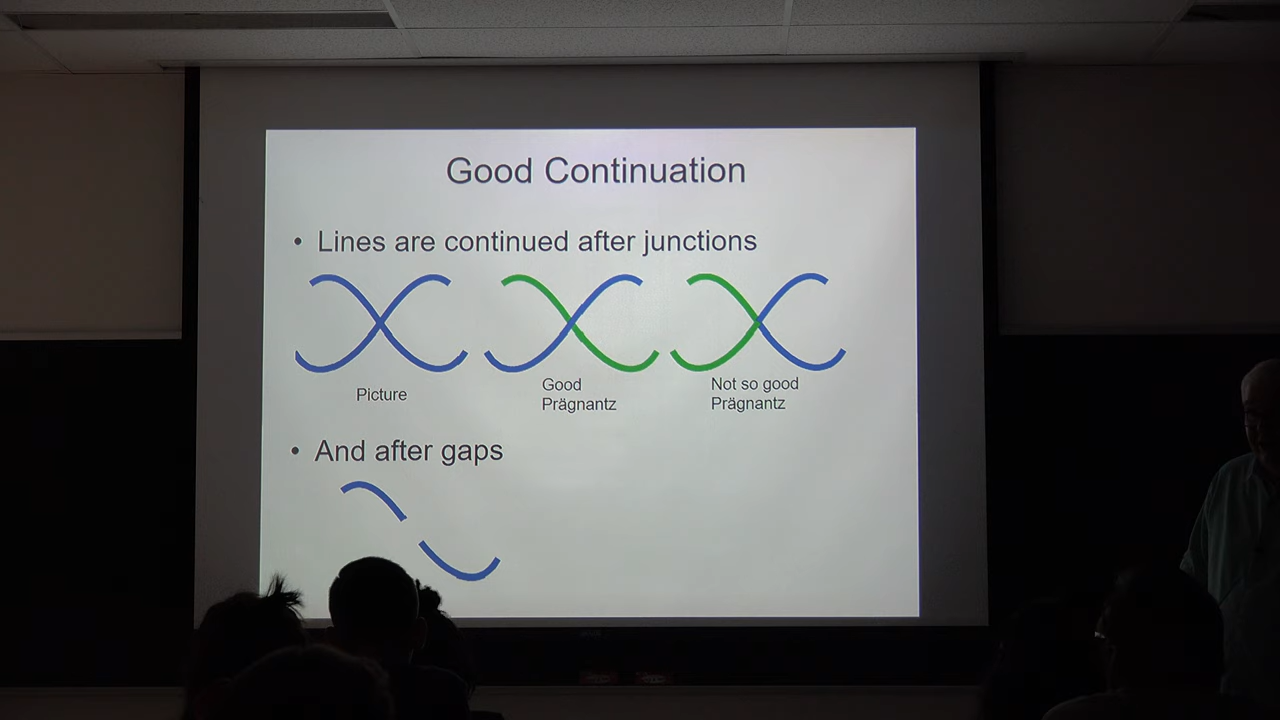 Good Continuation
• Lines are continued after junctions
Picture
Good
Prägnantz
Not so good
Prägnantz
• And after gaps